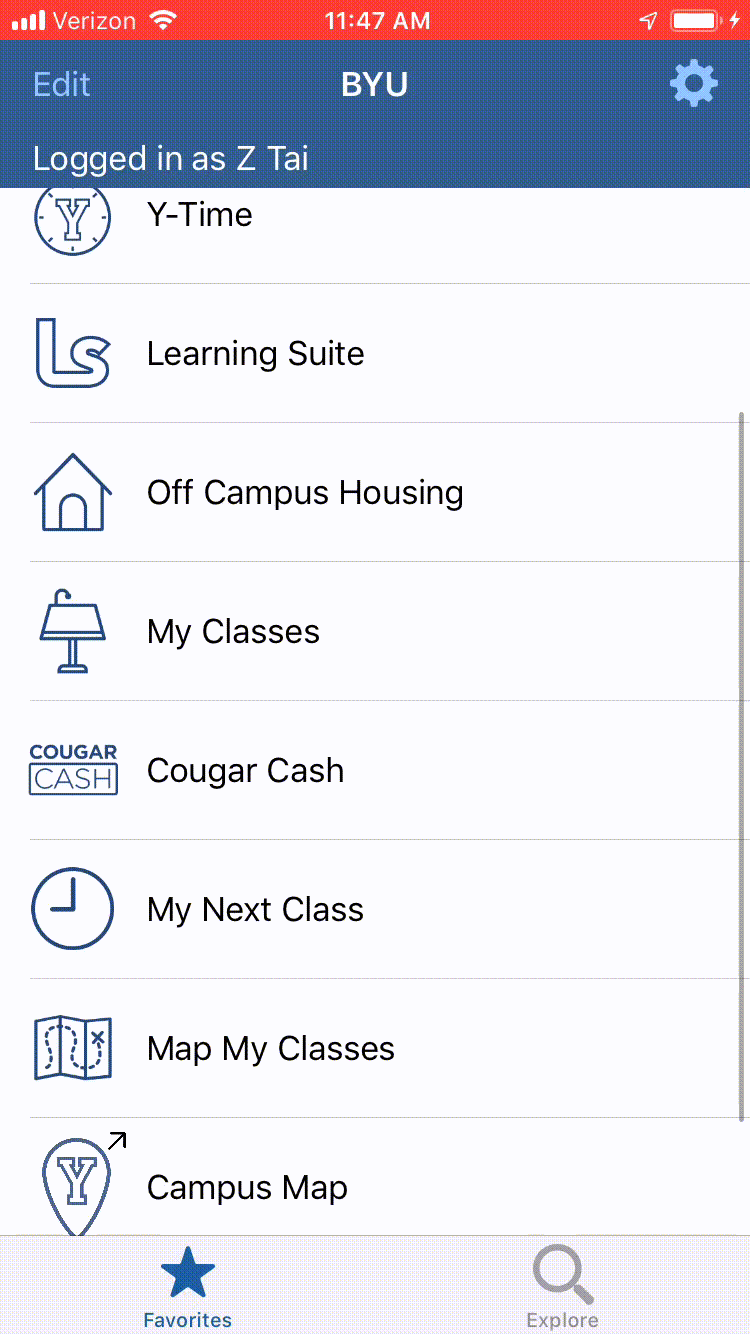 Verizon 11:47 AM
Edit BYU
Logged in as Z Tai
Y Y-Time
Ls Learning Suite
Off Campus Housing
My Classes
COUGAR CASH Cougar Cash
My Next Class
Map My Classes
Y Campus Map
Favorites Explore